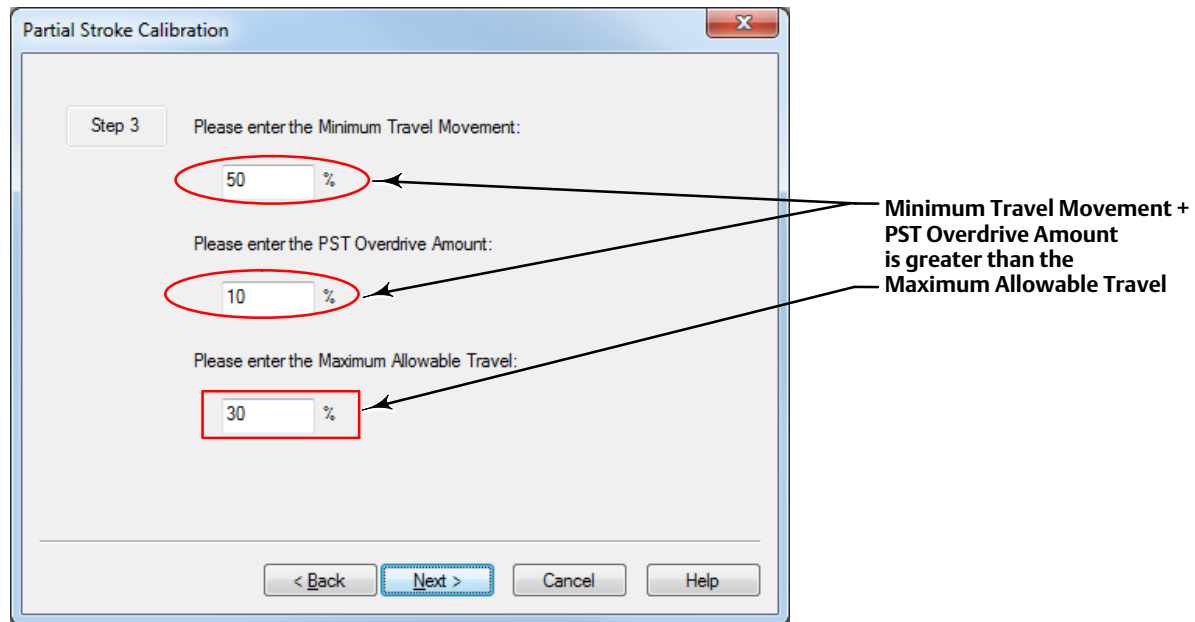 Partial Stroke Calibration
X
Step 3
Please enter the Minimum Travel Movement:
50 %
Please enter the PST Overdrive Amount:
10 %
Please enter the Maximum Allowable Travel:
30 %
Minimum Travel Movement +
PST Overdrive Amount
is greater than the
Maximum Allowable Travel
< Back Next > Cancel Help